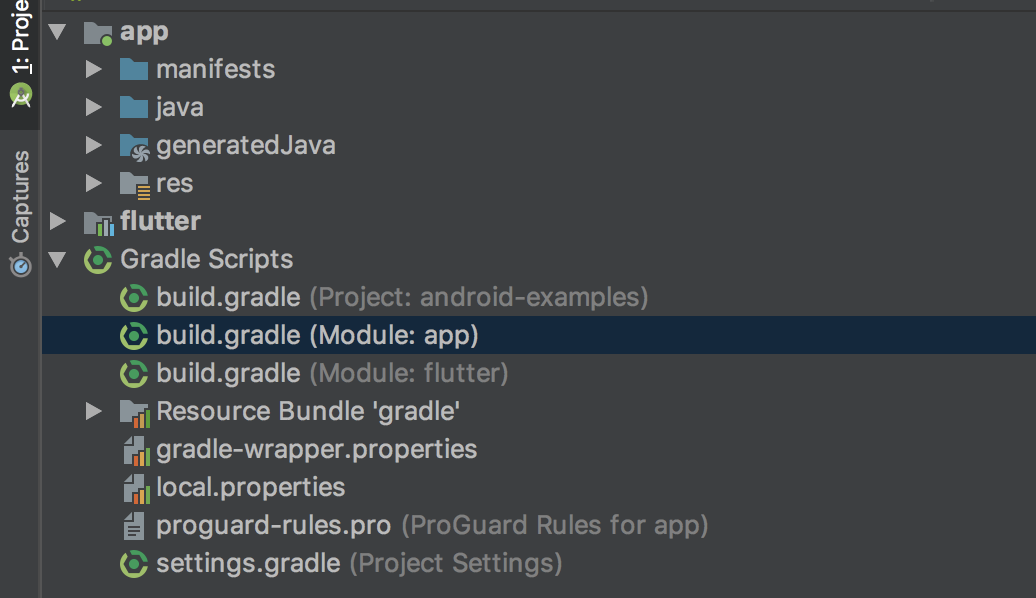 1: Proje
Captures
app
manifests
java
generatedJava
res
flutter
Gradle Scripts
build.gradle (Project: android-examples)
build.gradle (Module: app)
build.gradle (Module: flutter)
Resource Bundle 'gradle'
gradle-wrapper.properties
local.properties
proguard-rules.pro (ProGuard Rules for app)
settings.gradle (Project Settings)